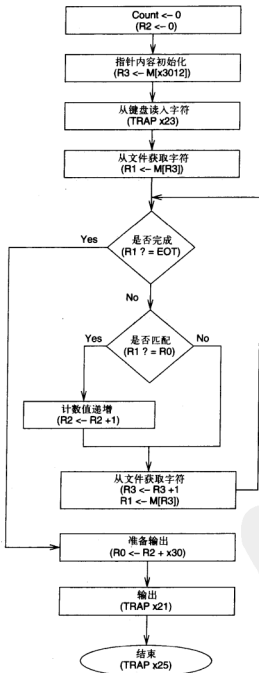 Count <- 0
(R2 <- 0)
指针内容初始化
(R3 <- M[x3012])
从键盘读入字符
(TRAP x23)
从文件获取字符
(R1 <- M[R3])
Yes
是否完成
(R1 ? = EOT)
No
Yes
是否匹配
(R1 ? = R0)
No
计数值递增
(R2 <- R2 +1)
从文件获取字符
(R3 <- R3 +1
R1 <- M[R3])
准备输出
(R0 <- R2 + x30)
输出
(TRAP x21)
结束
(TRAP x25)